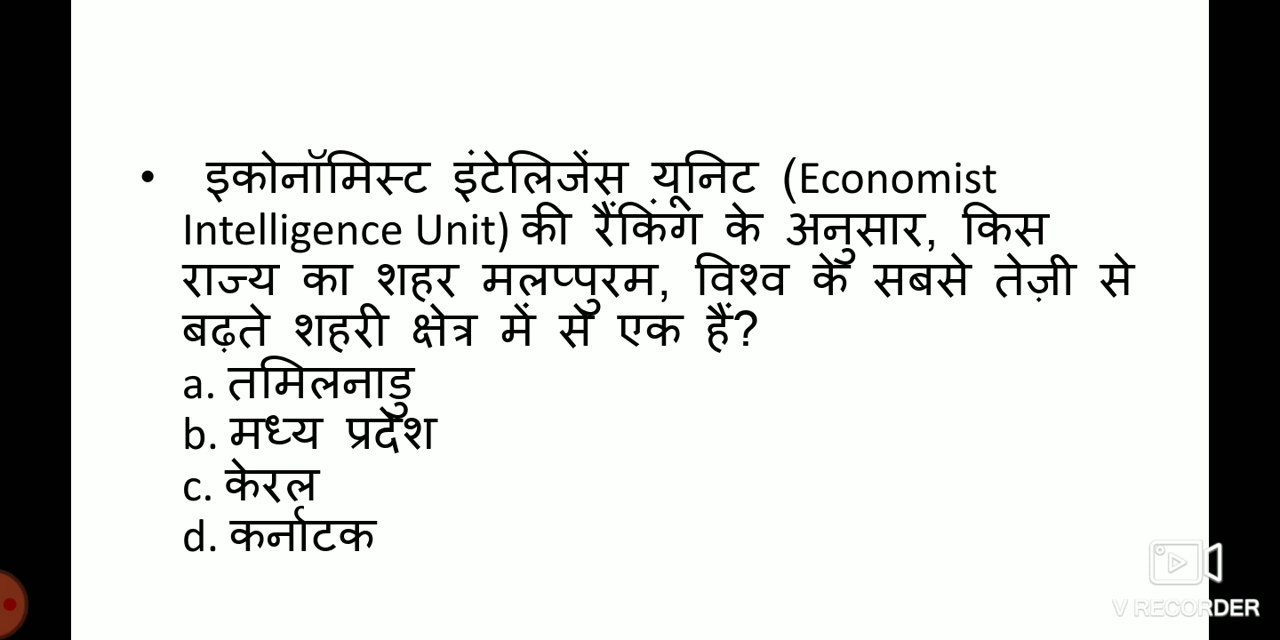 • इकोनॉमिस्ट इंटेलिजेंस यूनिट (Economist
Intelligence Unit) की रैंकिंग के अनुसार, किस
राज्य का शहर मलप्पुरम, विश्व के सबसे तेज़ी से
बढ़ते शहरी क्षेत्र में से एक हैं?
a. तमिलनाडु
b. मध्य प्रदेश
c. केरल
d. कर्नाटक
V RECORDER